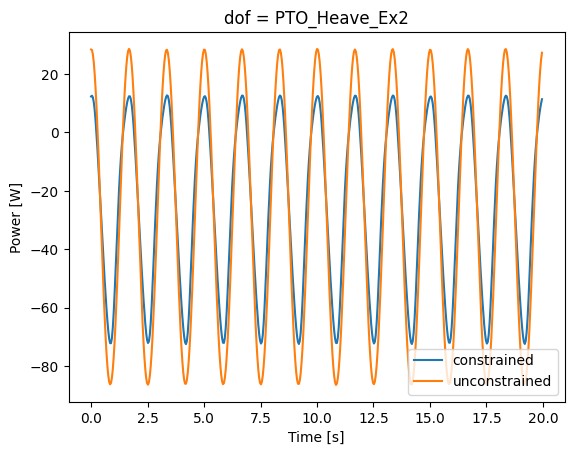 dof = PTO_Heave_Ex2
Power [W]
20
0
−20
−40
−60
−80
constrained
unconstrained
0.0 2.5 5.0 7.5 10.0 12.5 15.0 17.5 20.0
Time [s]